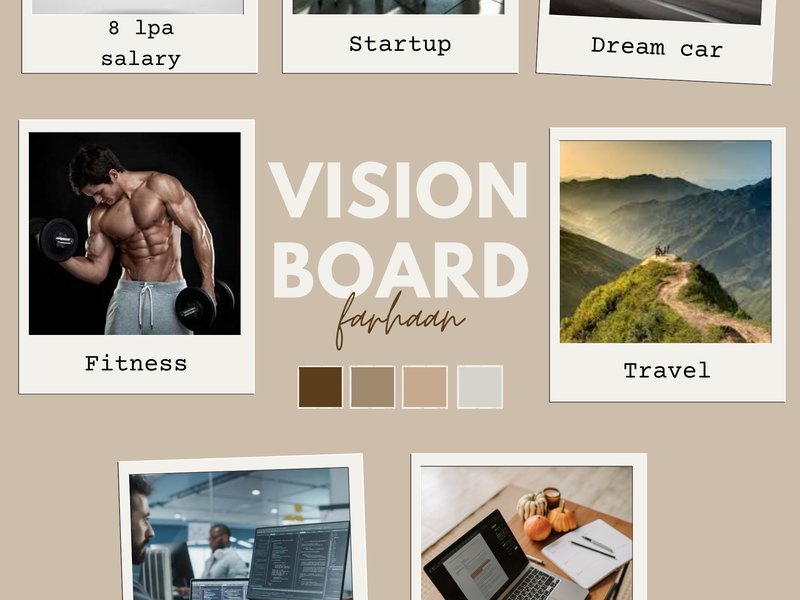 8 lpa
salary
Startup
Dream car
VISION
BOARD
farhaan
Fitness
Travel